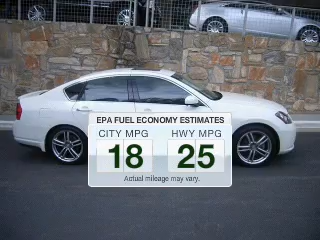 EPA FUEL ECONOMY ESTIMATES
CITY MPG HWY MPG
18 25
Actual mileage may vary.